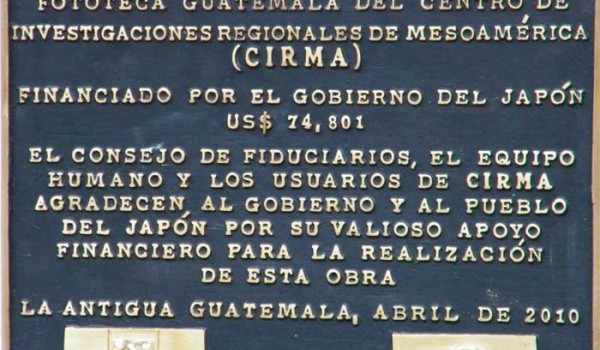 FOTOTECA GUATEMALA DEL CENTRO DE
INVESTIGACIONES REGIONALES DE MESOAMÉRICA
(CIRMA)
FINANCIADO POR EL GOBIERNO DEL JAPÓN
US$ 74,801
EL CONSEJO DE FIDUCIARIOS, EL EQUIPO
HUMANO Y LOS USUARIOS DE CIRMA
AGRADECEN AL GOBIERNO Y AL PUEBLO
DEL JAPÓN POR SU VALIOSO APOYO
FINANCIERO PARA LA REALIZACIÓN
DE ESTA OBRA
LA ANTIGUA GUATEMALA, ABRIL DE 2010